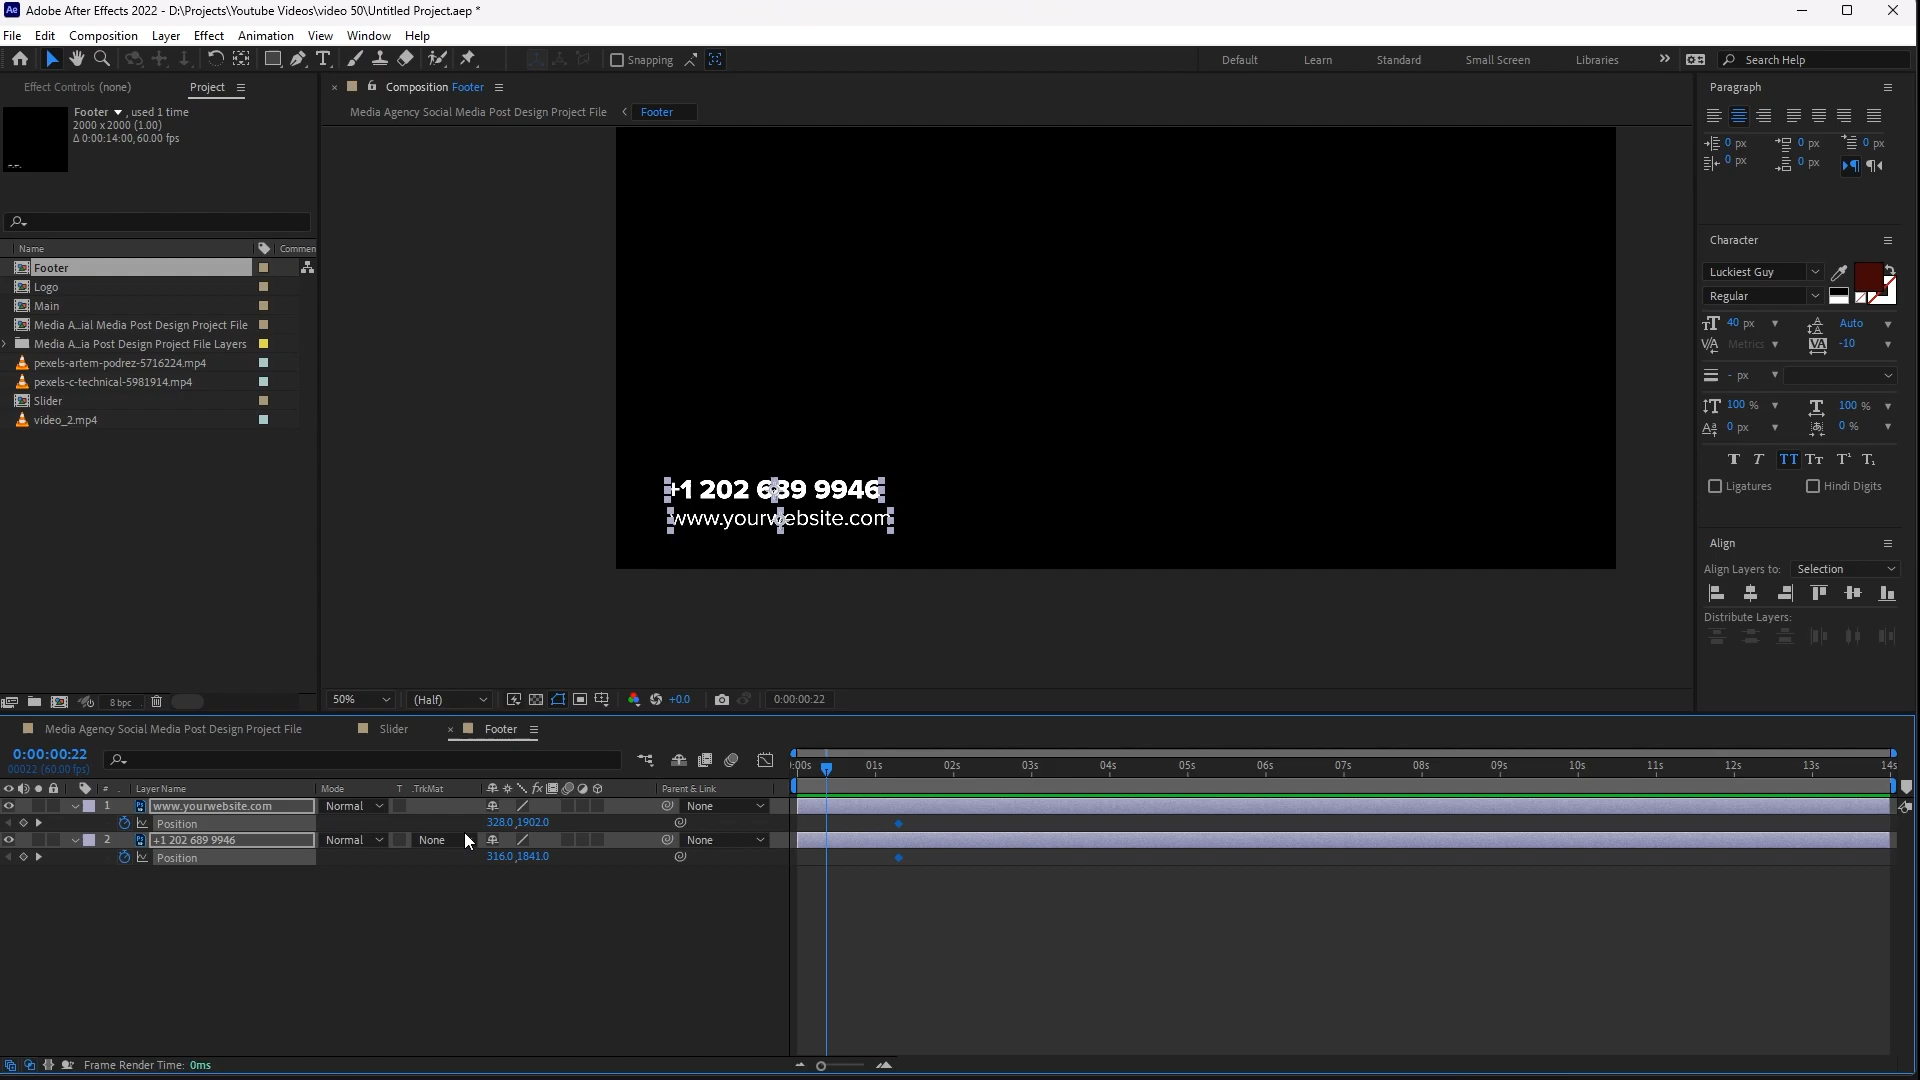 Adobe After Effects 2022 - D:\Projects\Youtube Videos\video 50\Untitled Project.aep *
File Edit Composition Layer Effect Animation View Window Help
Snapping
Default Learn Standard Small Screen Libraries
Search Help
Effect Controls (none)
Project
Footer , used 1 time
2000 x 2000 (1.00)
Δ 0:00:14:00, 60.00 fps
Name Commen
Footer
Logo
Main
Media A...ial Media Post Design Project File
Media A...ia Post Design Project File Layers
pexels-artem-podrez-5716224.mp4
pexels-c-technical-5981914.mp4
Slider
video_2.mp4
8 bpc
Composition Footer
Media Agency Social Media Post Design Project File
Footer
+1 202 689 9946
www.yourwebsite.com
50% (Half) +0.0 0:00:00:22
Paragraph
0 px 0 px 0 px
0 px 0 px
Character
Luckiest Guy
Regular
40 px Auto
Metrics -10
- px
100 % 100 %
0 px 0 %
T T TT Tт T¹ T₁
Ligatures Hindi Digits
Align
Align Layers to: Selection
Distribute Layers:
Media Agency Social Media Post Design Project File
Slider
Footer
0:00:00:22
00022 (60.00 fps)
# Layer Name Mode T .TrkMat fx Parent & Link
1 www.yourwebsite.com Normal None
Position 328.0,1902.0
2 +1 202 689 9946 Normal None None
Position 316.0,1841.0
):00s 01s 02s 03s 04s 05s 06s 07s 08s 09s 10s 11s 12s 13s 14s
Frame Render Time: 0ms